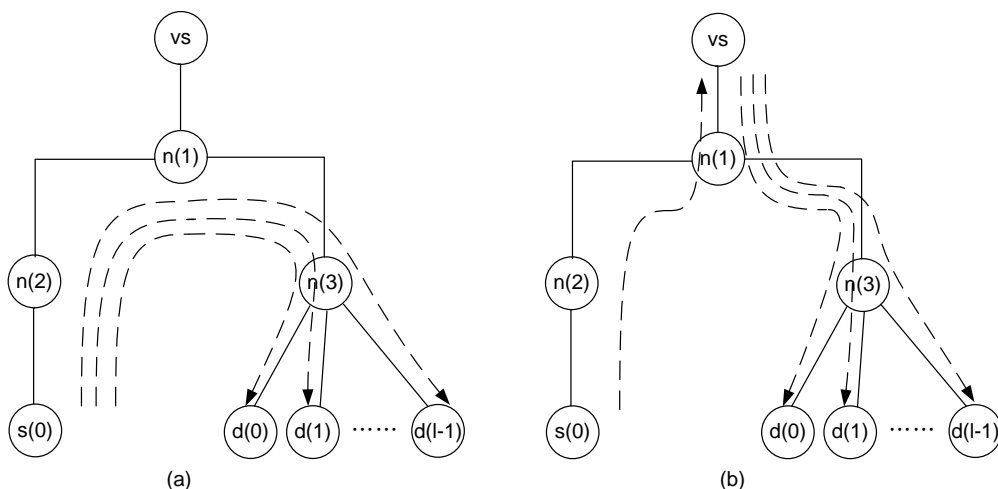 vs
n(1)
n(2)
n(3)
s(0)
d(0)
d(1)
······
d(l-1)
(a)
vs
n(1)
n(2)
n(3)
s(0)
d(0)
d(1)
······
d(l-1)
(b)